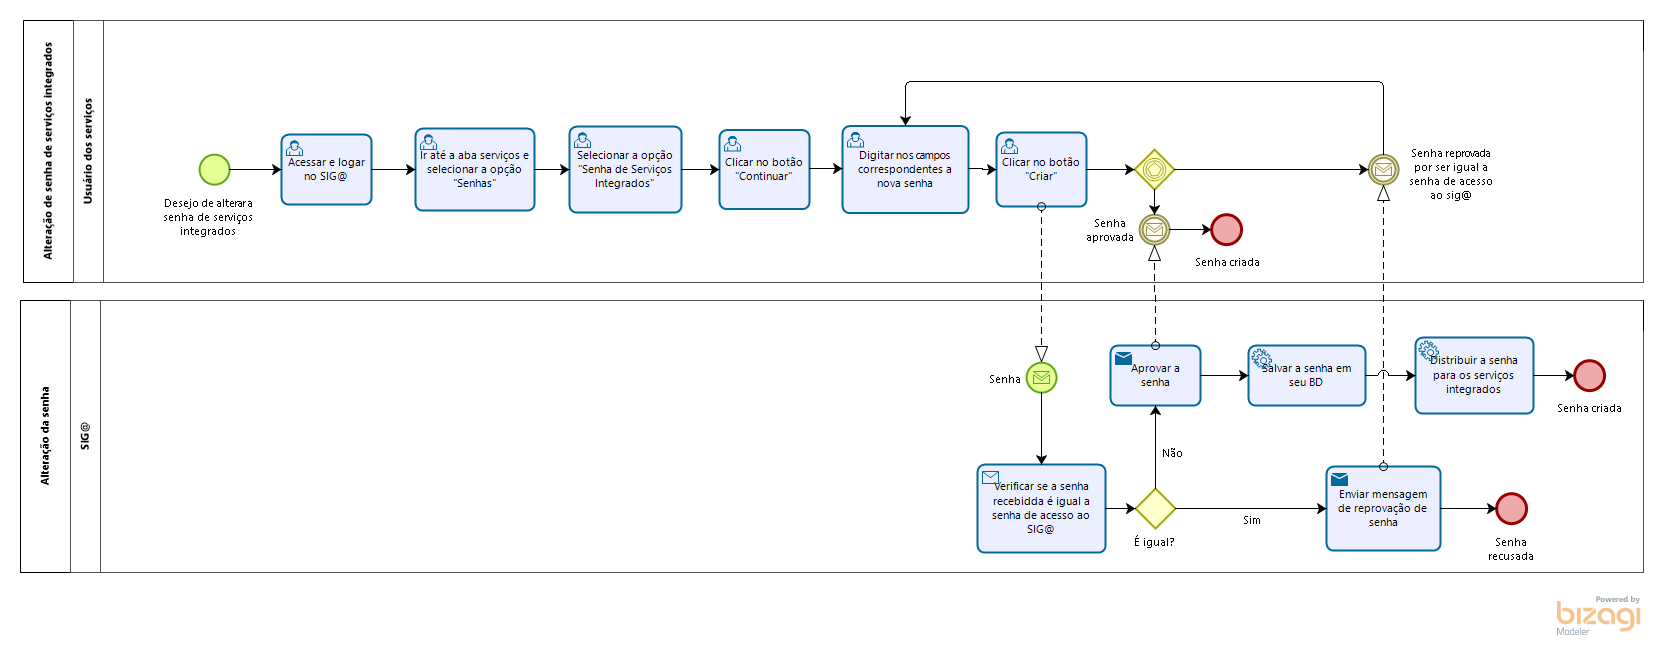 Alteração de senha de serviços integrados
Usuário dos serviços
Desejo de alterara
senha de serviços
integrados
Acessar e logar
no SIG@
Ir até a aba serviços e
selecionar a opção
"Senhas"
Selecionar a opção
"Senha de Serviços
Integrados"
Clicar no botão
"Continuar"
Digitar nos campos
correspondentes a
nova senha
Clicar no botão
"Criar"
Senha
aprovada
Senha criada
Senha reprovada
por ser igual a
senha de acesso
ao sig@
Alteração da senha
SIG@
Senha
Verificar se a senha
recebidda é igual a
senha de acesso ao
SIG@
É igual?
Não
Sim
Aprovar a
senha
Salvar a senha em
seu BD
Distribuir a senha
para os serviços
integrados
Senha criada
Enviar mensagem
de reprovação de
senha
Senha
recusada
Powered by
bizagi
Modeler